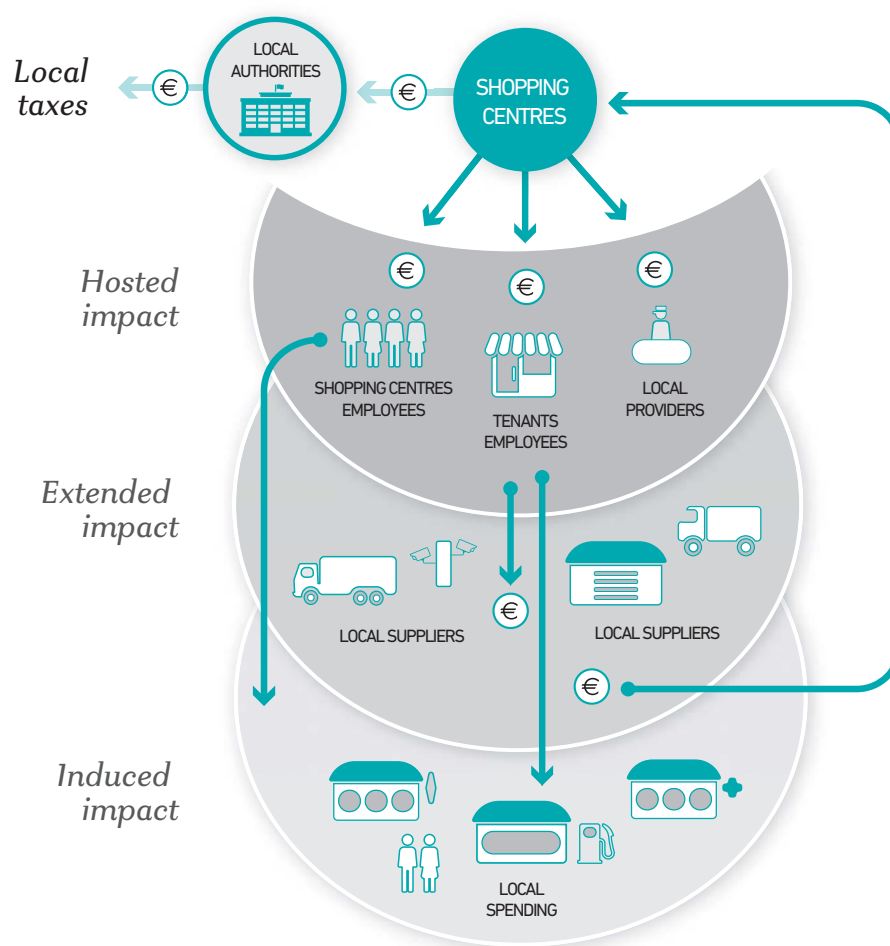 Local
taxes
€
LOCAL
AUTHORITIES
€
SHOPPING
CENTRES
Hosted
impact
€
€
€
SHOPPING CENTRES
EMPLOYEES
TENANTS
EMPLOYEES
LOCAL
PROVIDERS
Extended
impact
LOCAL SUPPLIERS
€
LOCAL SUPPLIERS
€
Induced
impact
LOCAL
SPENDING